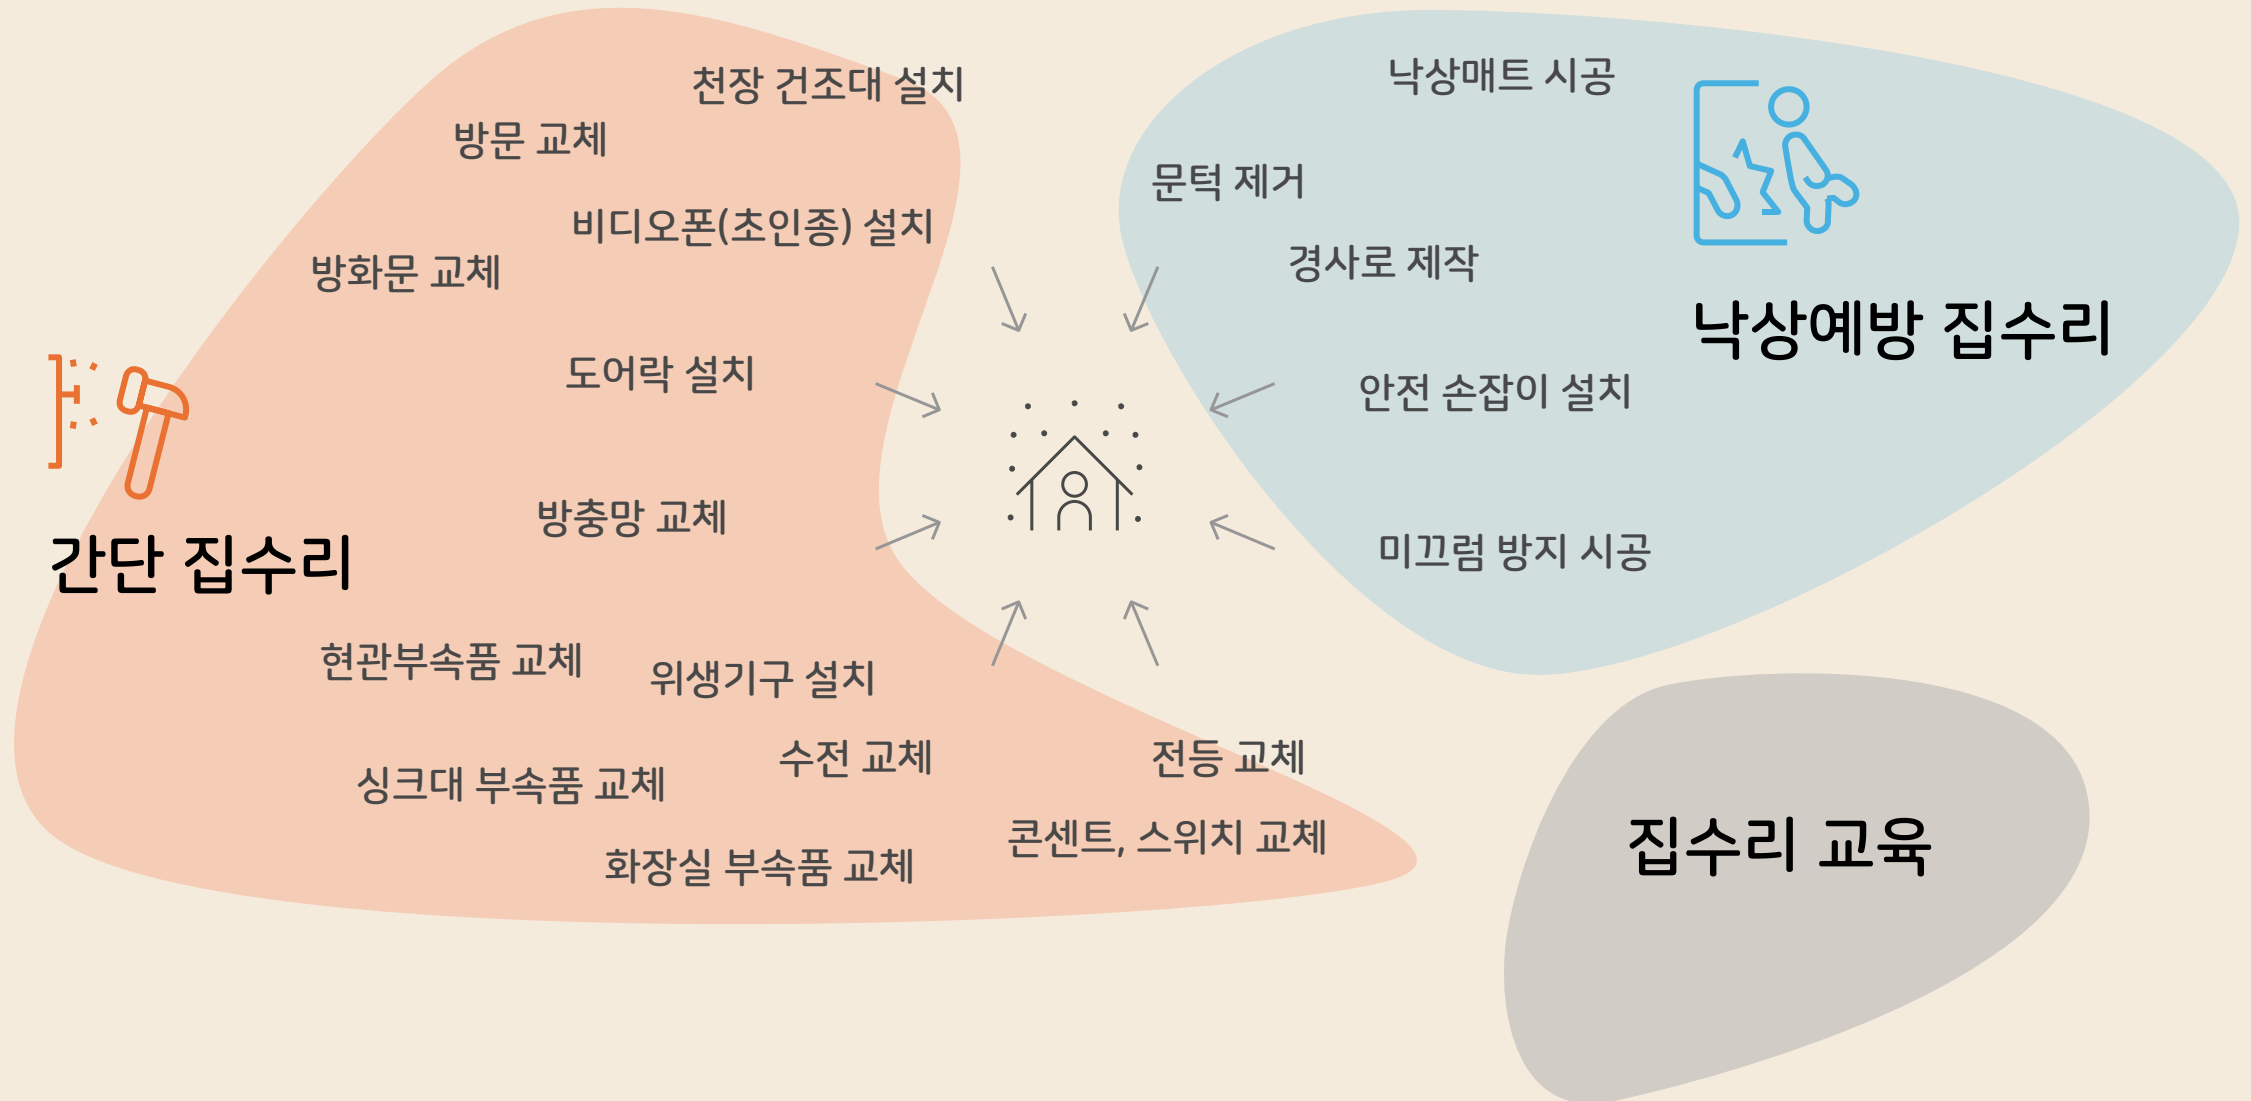 천장 건조대 설치
방문 교체
비디오폰(초인종) 설치
방화문 교체
도어락 설치
방충망 교체
간단 집수리
현관부속품 교체
위생기구 설치
수전 교체
전등 교체
싱크대 부속품 교체
콘센트, 스위치 교체
화장실 부속품 교체
낙상매트 시공
문턱 제거
경사로 제작
낙상예방 집수리
안전 손잡이 설치
미끄럼 방지 시공
집수리 교육